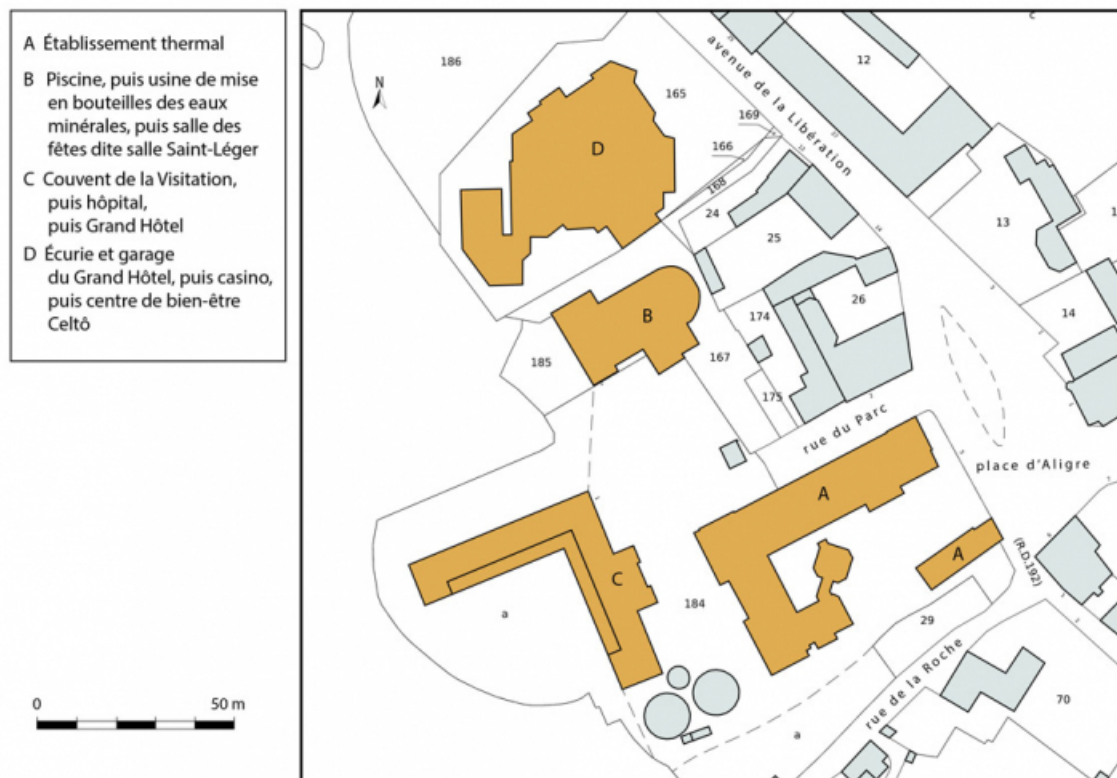 A Établissement thermal
B Piscine, puis usine de mise
en bouteilles des eaux
minérales, puis salle des
fêtes dite salle Saint-Léger
C Couvent de la Visitation,
puis hôpital,
puis Grand Hôtel
D Écurie et garage
du Grand Hôtel, puis casino,
puis centre de bien-être
Celtô
0 50 m
N
186
165
169
166
168
avenue de la Libération
12
c
D
24
25
13
B
174
26
14
185
167
175
rue du Parc
place d'Aligre
A
A
(R.D.192)
C
184
a
29
rue de la Roche
70
a